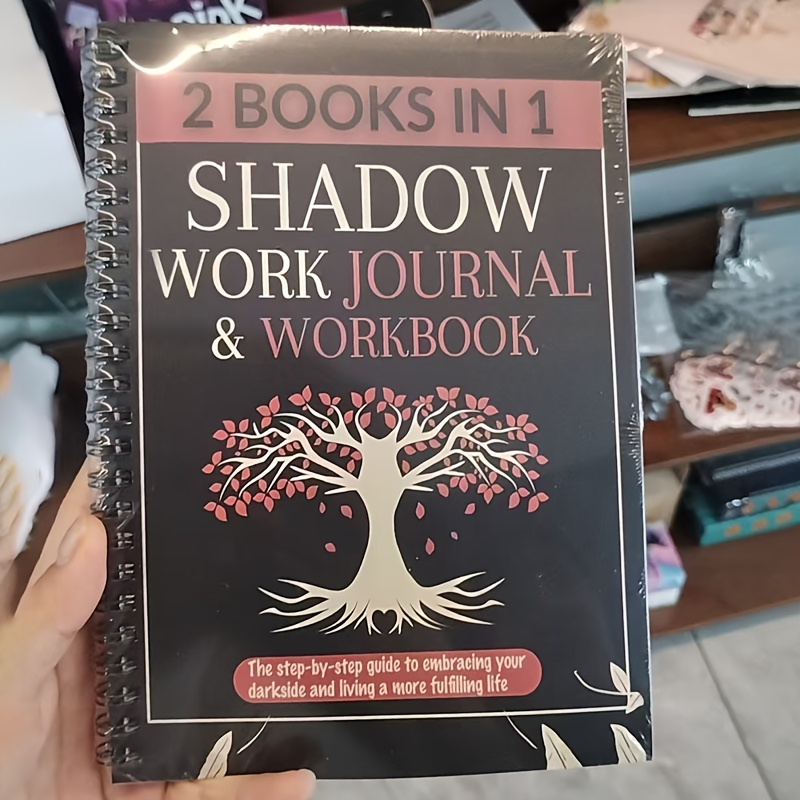 2 BOOKS IN 1
SHADOW
WORK JOURNAL
& WORKBOOK
The step-by-step guide to embracing your
darkside and living a more fulfilling life